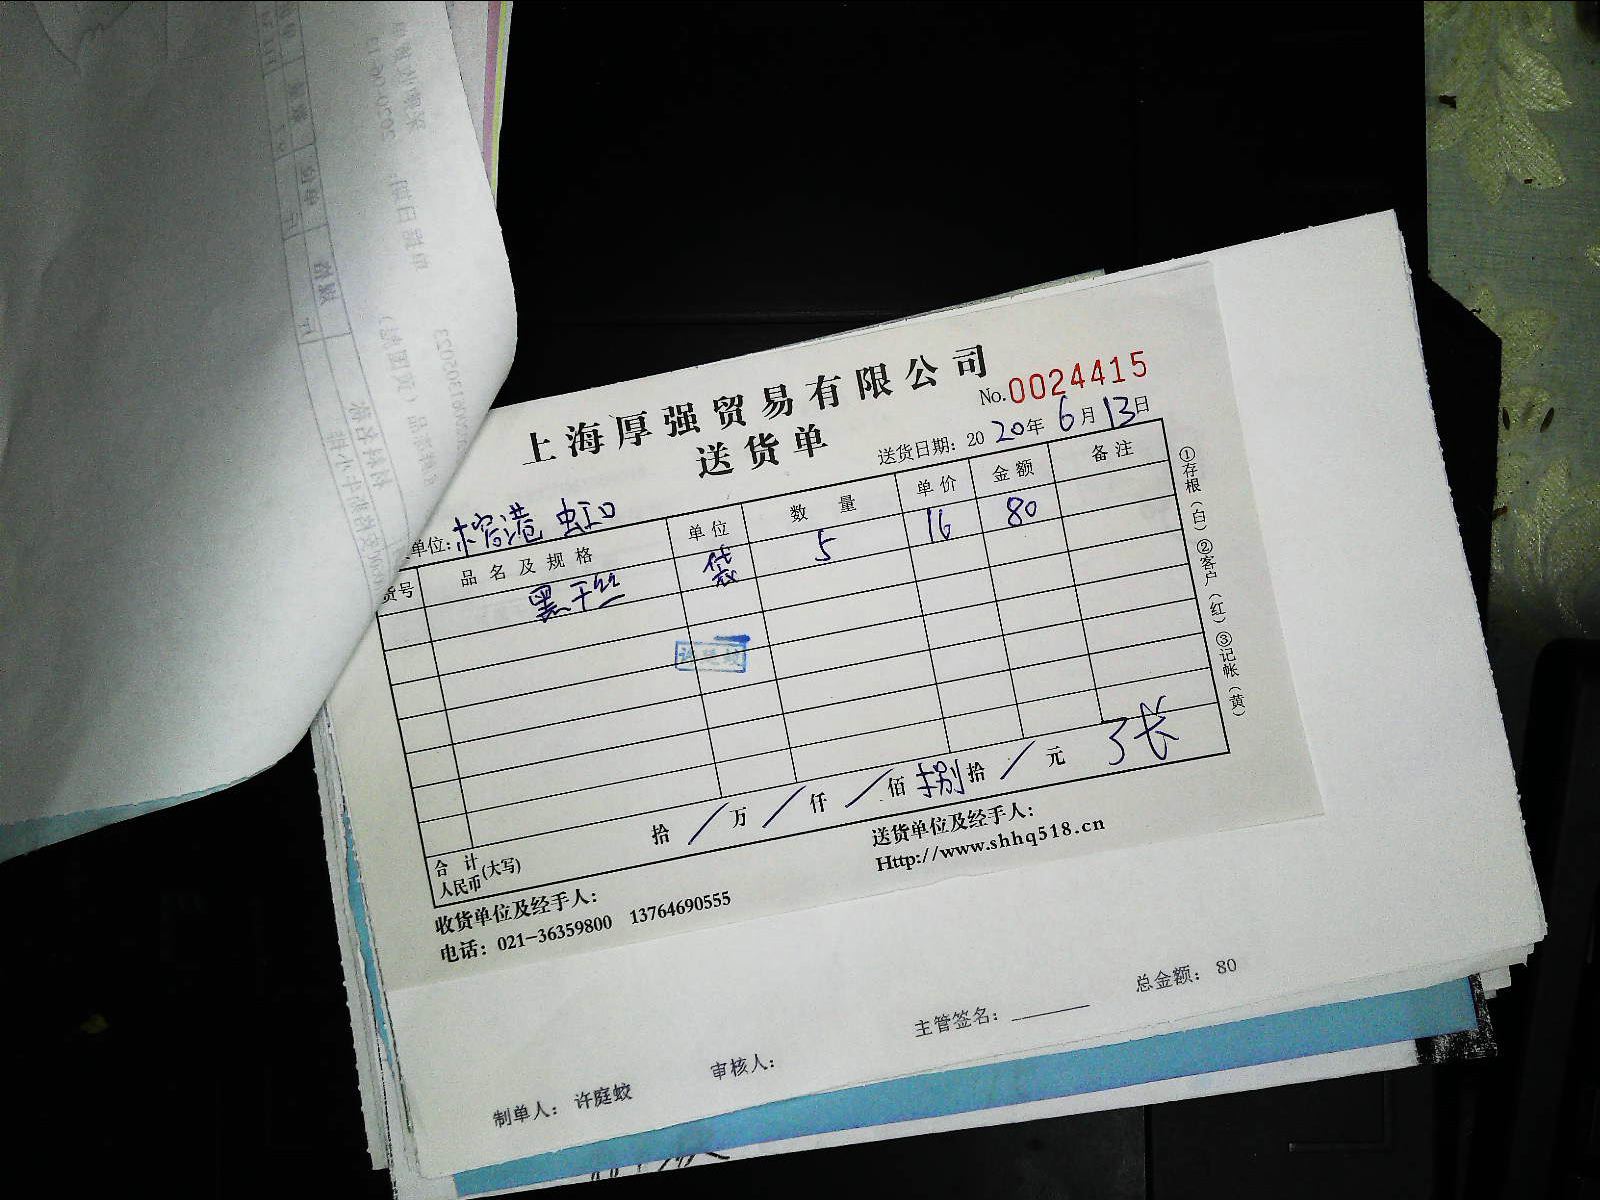 上海厚强贸易有限公司
送货单
No.0024415
送货日期：2020年6月13日
单位：榕港 虹口
货号 品名及规格 单位 数量 单价 金额 备注
黑干丝 袋 5 16 80
合计人民币(大写) 拾/万/仟/佰捌拾/元
①存根(白) ②客户(红) ③记帐(黄)
收货单位及经手人：
送货单位及经手人：
电话：021-36359800 13764690555
Http://www.shhq518.cn
主管签名：
总金额：80
制单人：许庭蛟
审核人：